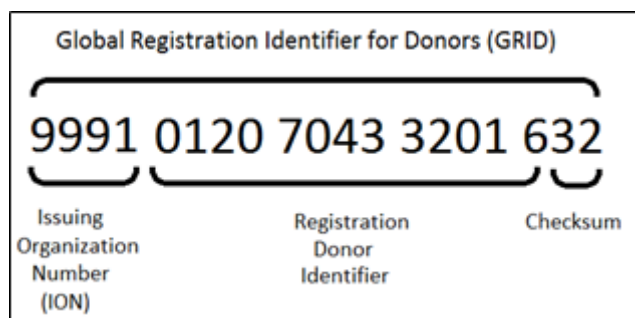 Global Registration Identifier for Donors (GRID)
9991 0120 7043 3201 632
Issuing
Organization
Number
(ION)
Registration
Donor
Identifier
Checksum